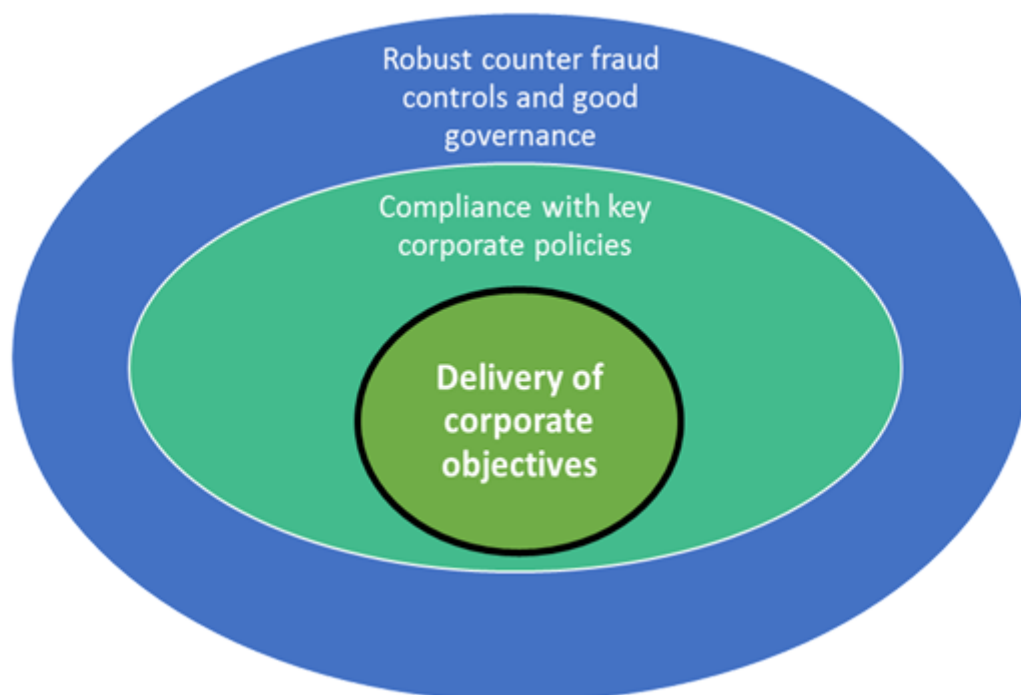 Robust counter fraud
controls and good
governance
Compliance with key
corporate policies
Delivery of
corporate
objectives